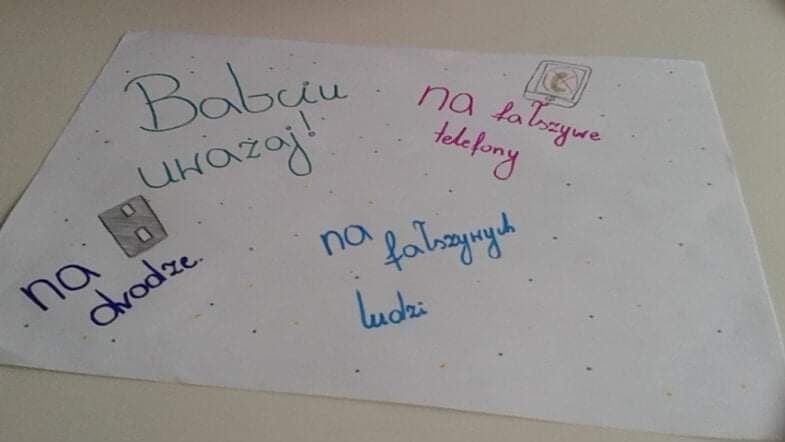 Babciu
uważaj!
na fałszywe
telefony
na
drodze.
na fałszywych
ludzi